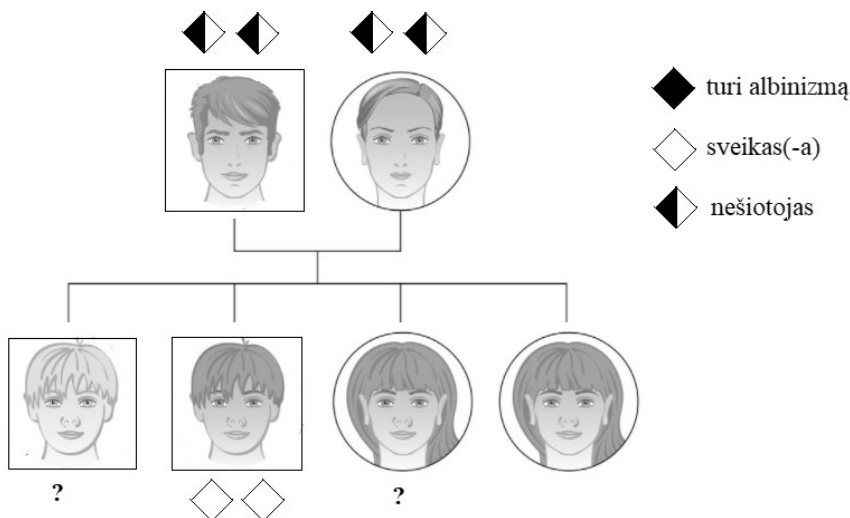 turi albinizmą
sveikas(-a)
nešiotojas
?
?